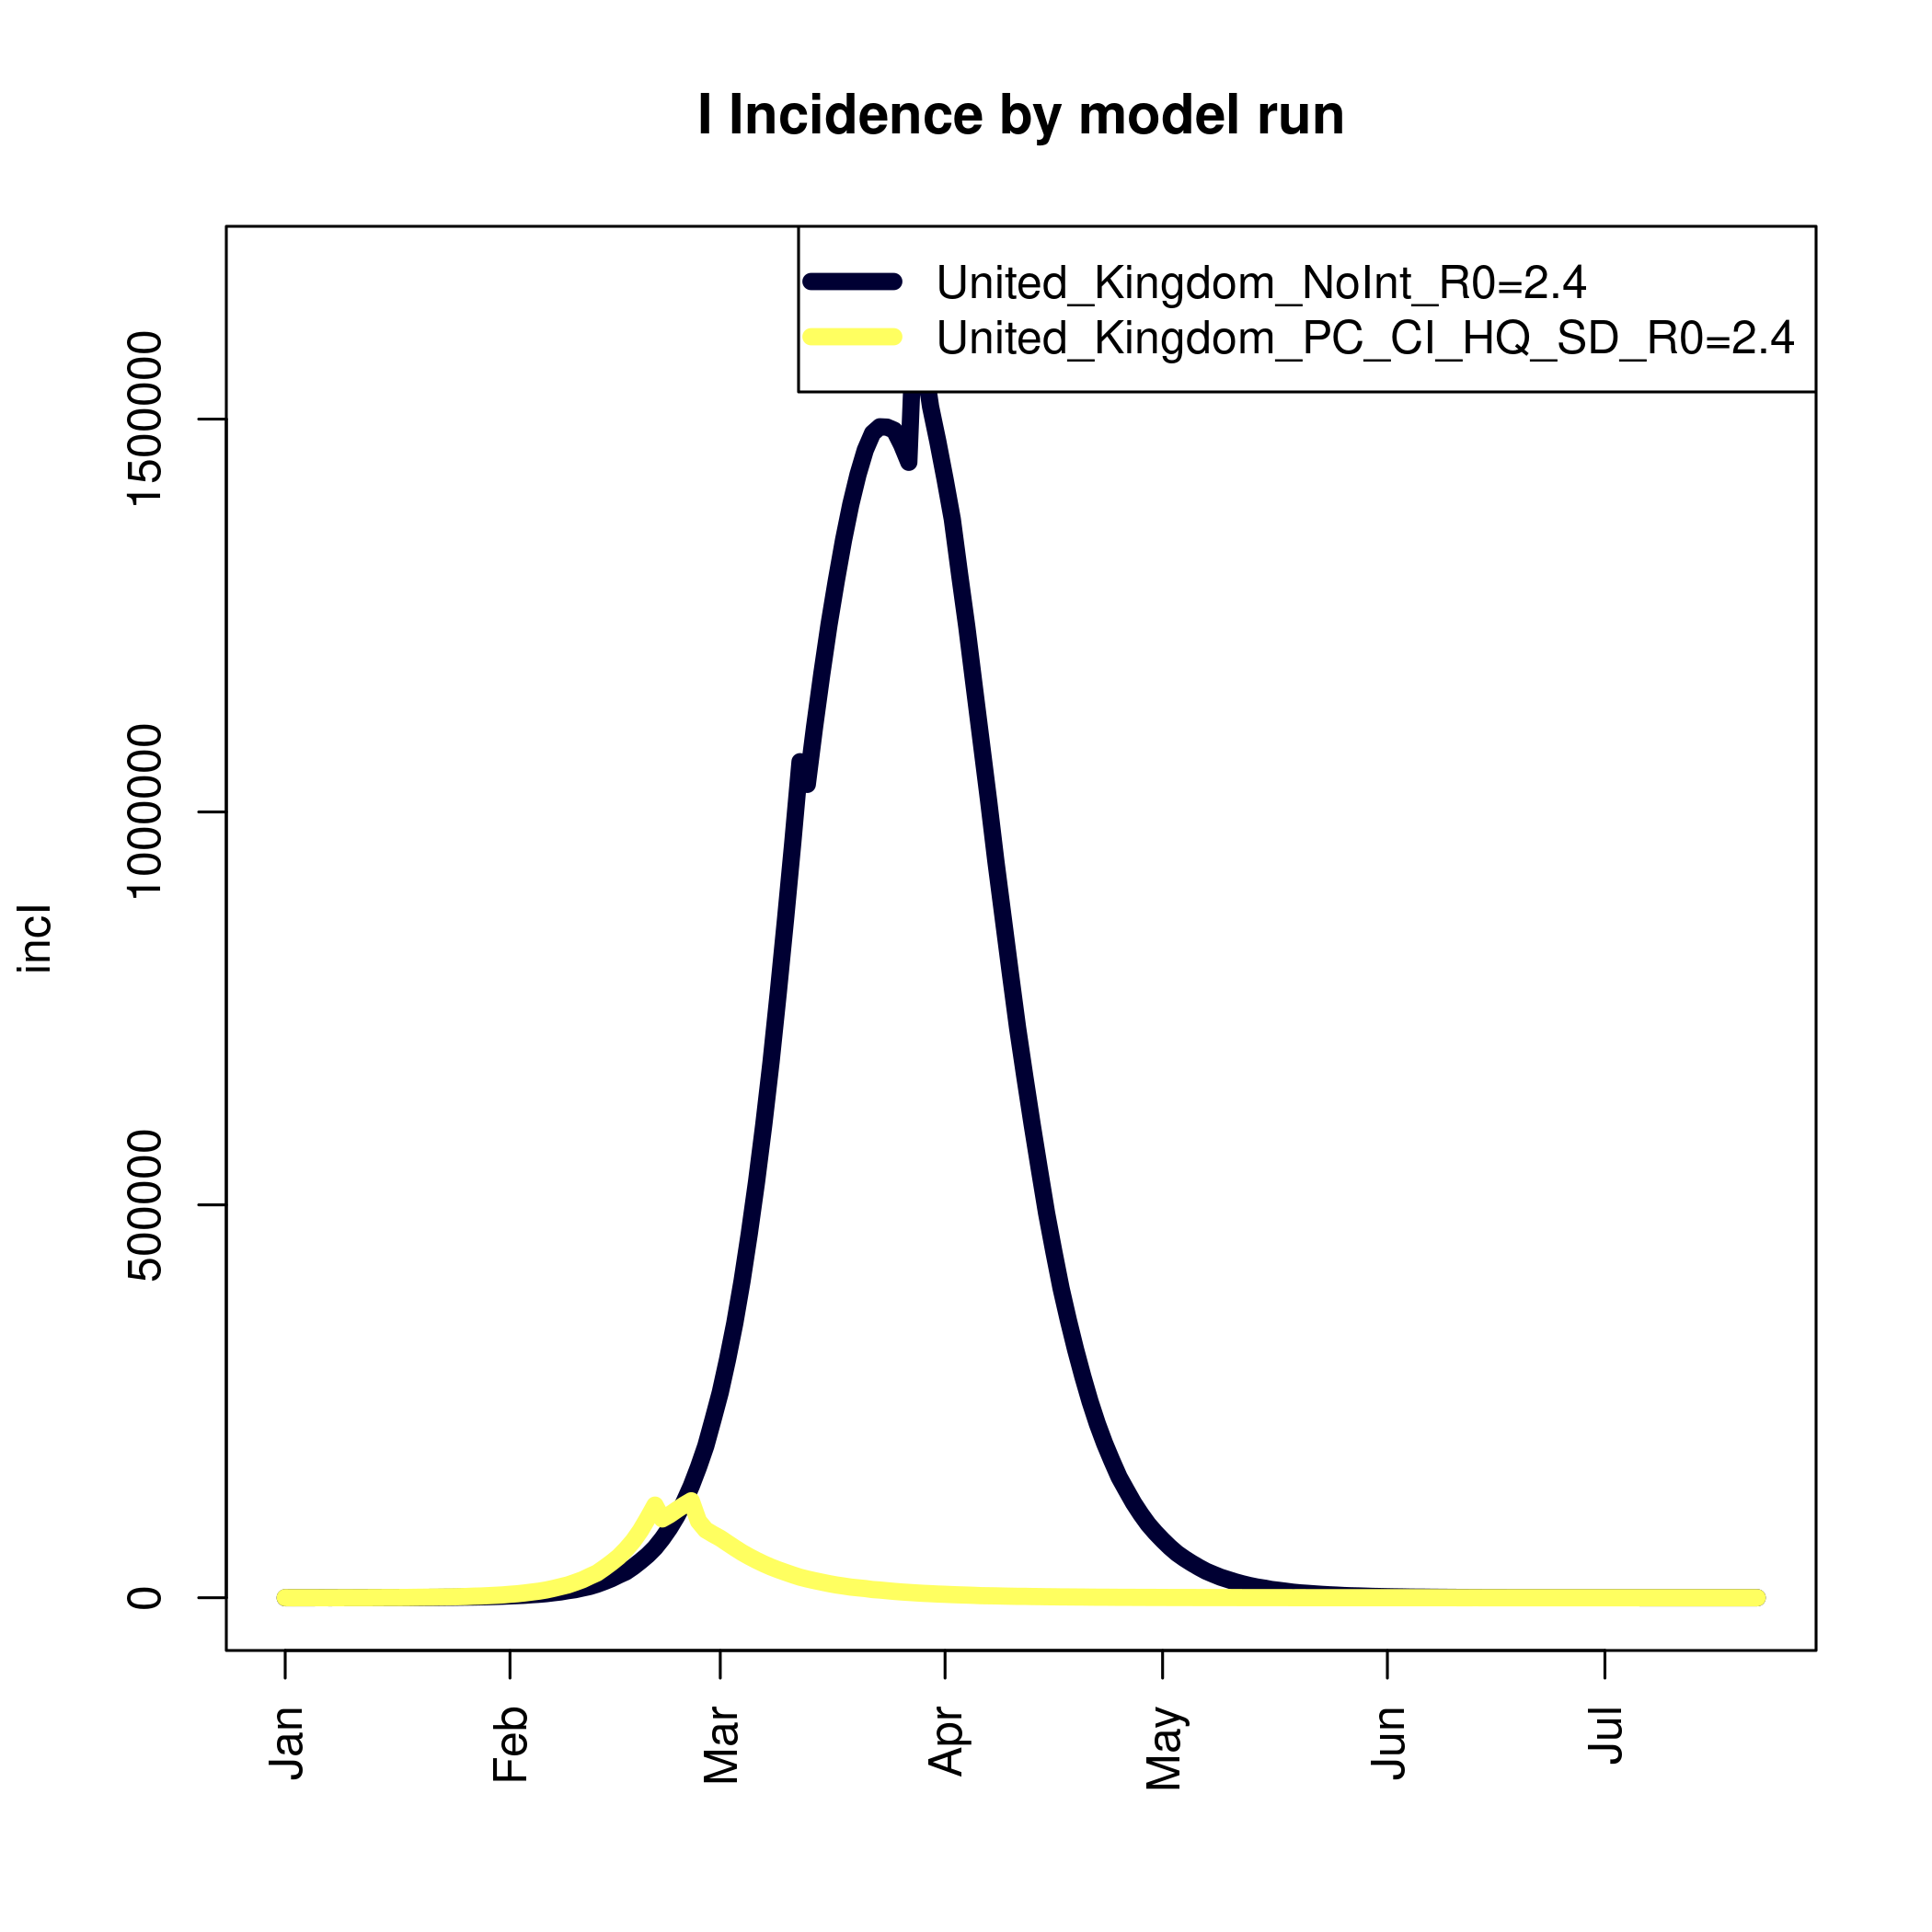 I Incidence by model run
United_Kingdom_NoInt_R0=2.4
United_Kingdom_PC_CI_HQ_SD_R0=2.4
incI
0
500000
1000000
1500000
Jan
Feb
Mar
Apr
May
Jun
Jul